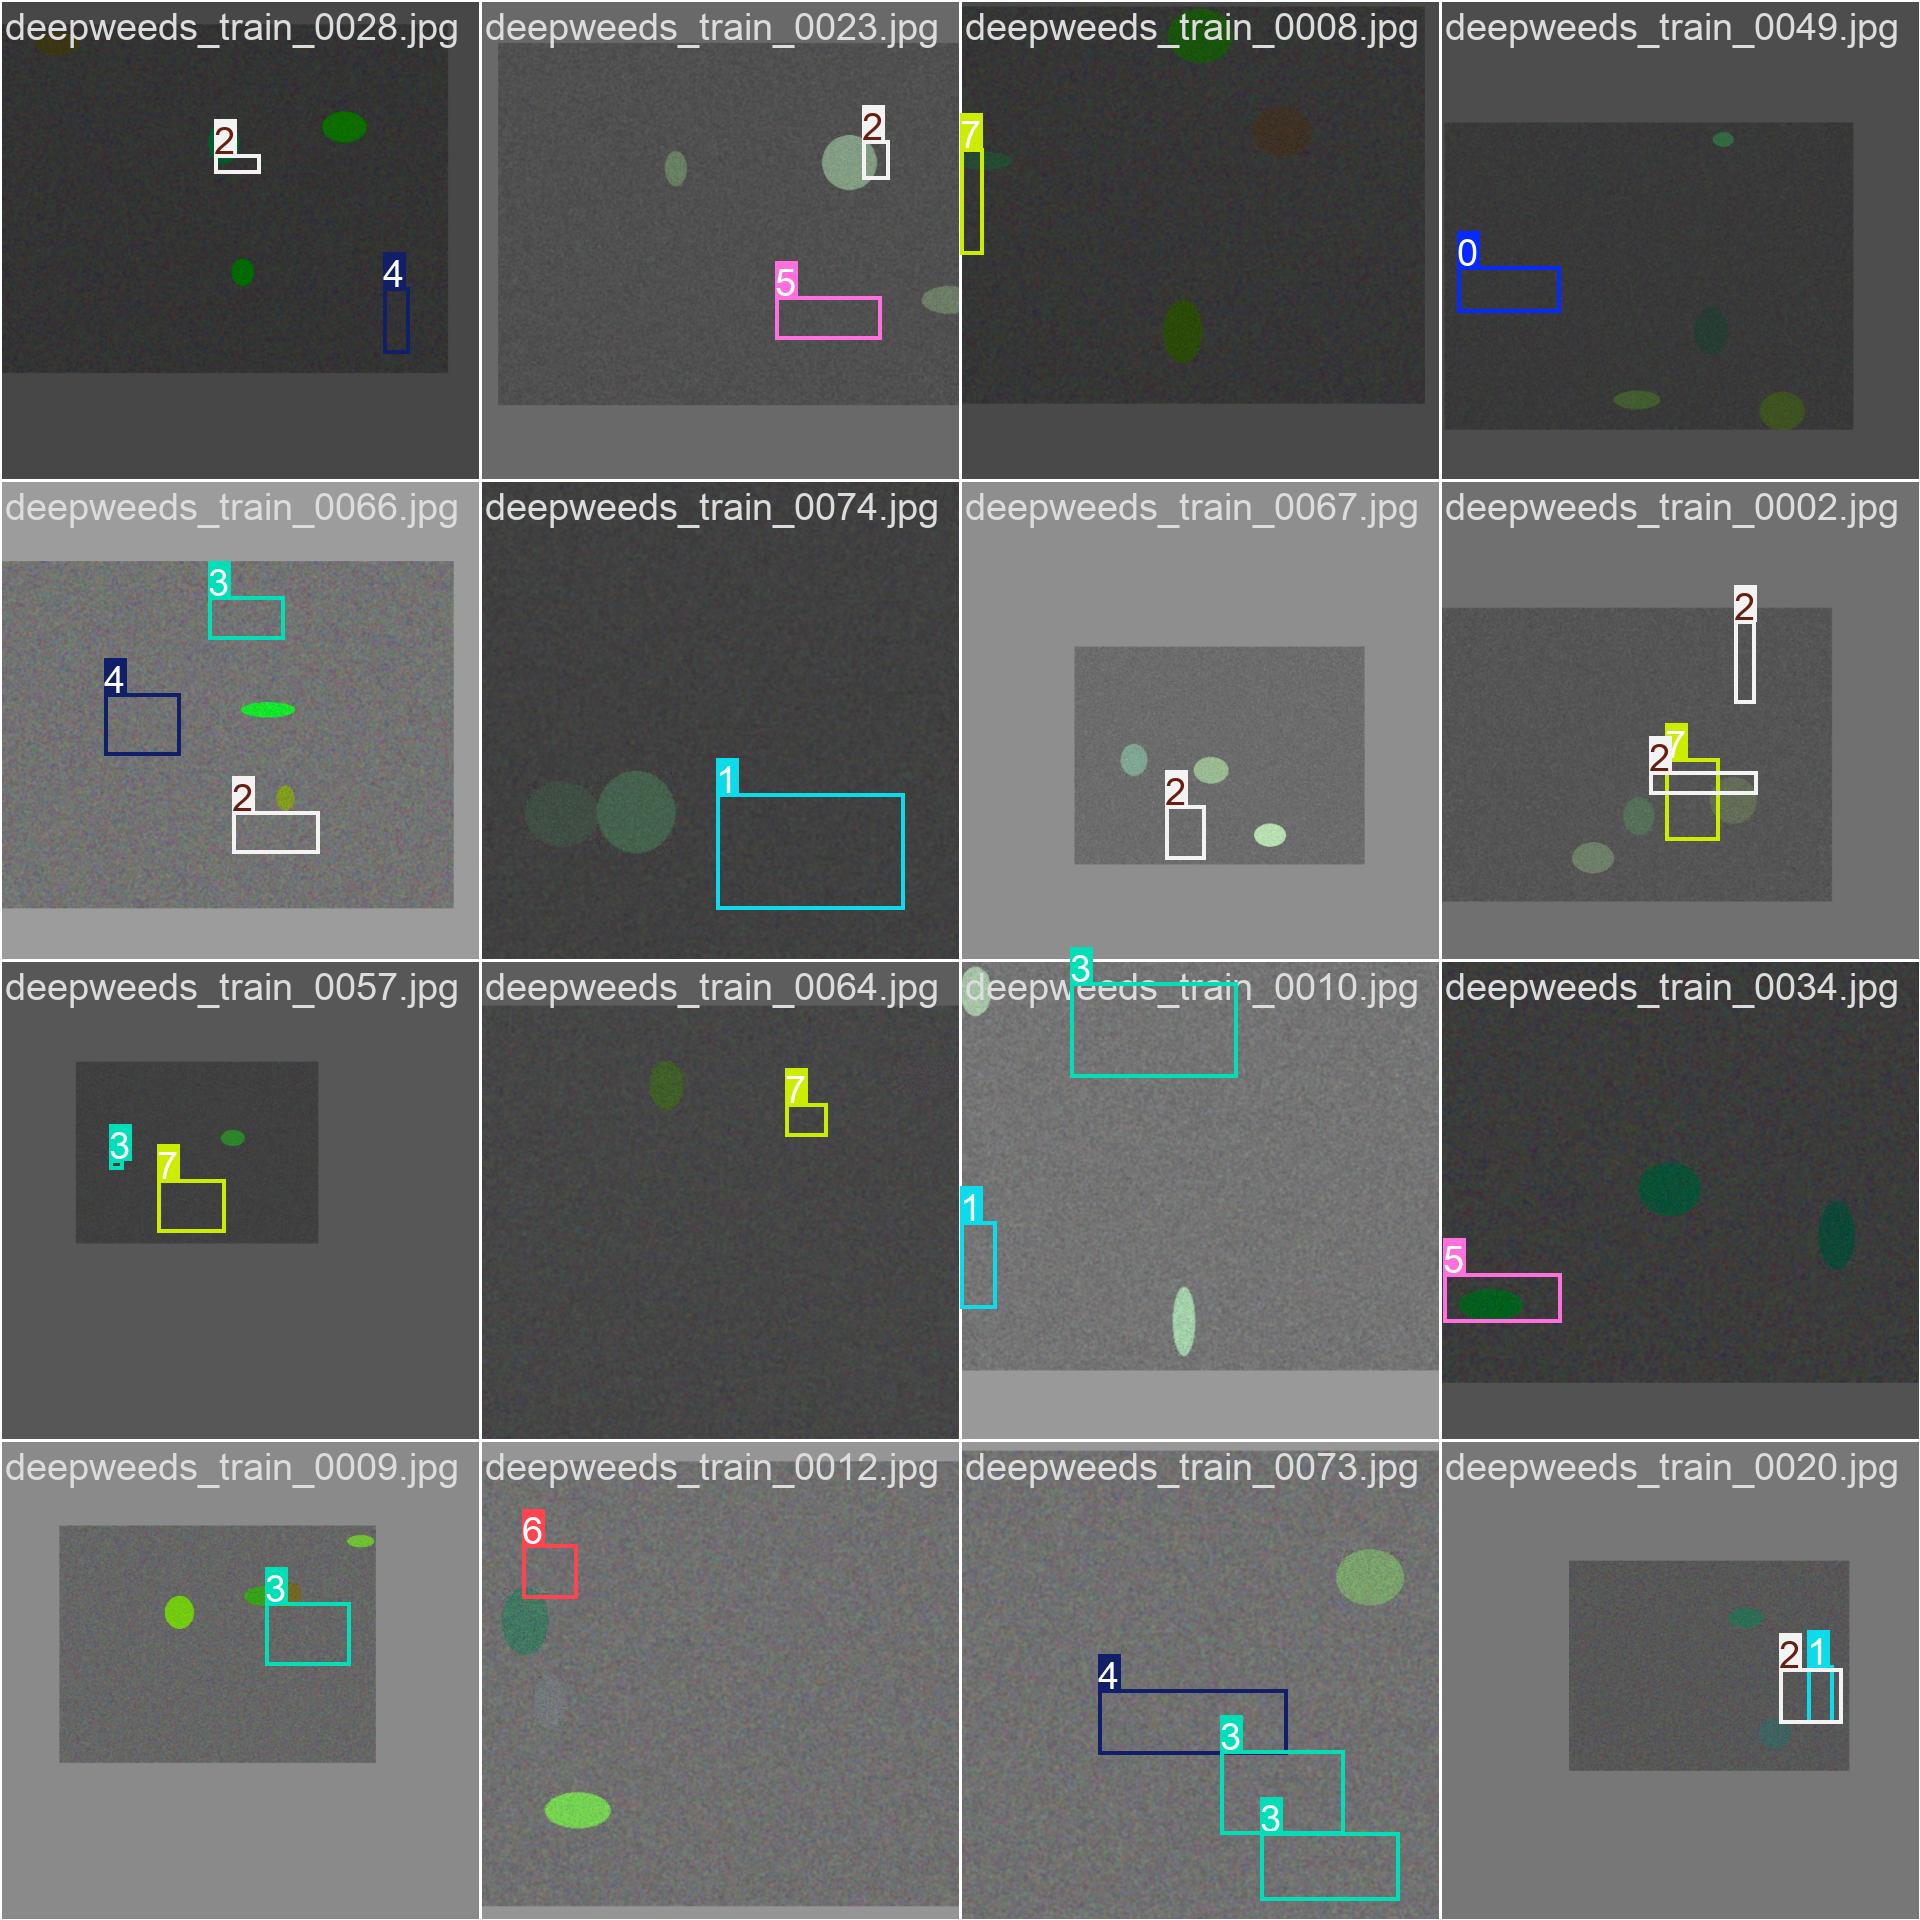 deepweeds_train_0028.jpg
2
4
deepweeds_train_0023.jpg
2
5
deepweeds_train_0008.jpg
7
deepweeds_train_0049.jpg
0
deepweeds_train_0066.jpg
3
4
2
deepweeds_train_0074.jpg
1
deepweeds_train_0067.jpg
2
deepweeds_train_0002.jpg
2
7
2
deepweeds_train_0057.jpg
3
7
deepweeds_train_0064.jpg
7
deepweeds_train_0010.jpg
3
1
deepweeds_train_0034.jpg
5
deepweeds_train_0009.jpg
3
deepweeds_train_0012.jpg
6
deepweeds_train_0073.jpg
4
3
3
deepweeds_train_0020.jpg
2
1